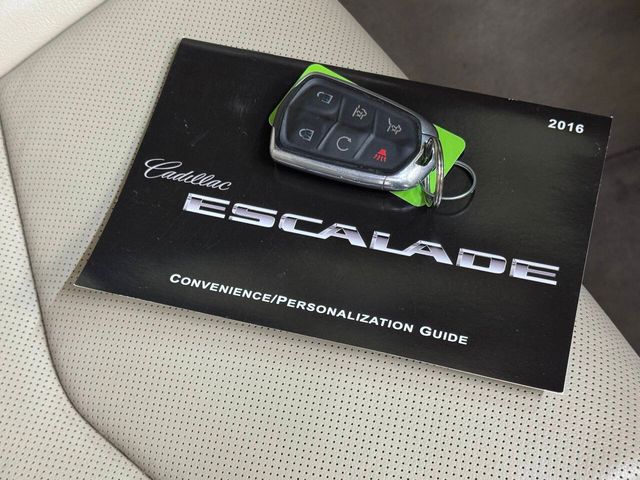 2016
Cadillac
ESCALADE
CONVENIENCE/PERSONALIZATION GUIDE